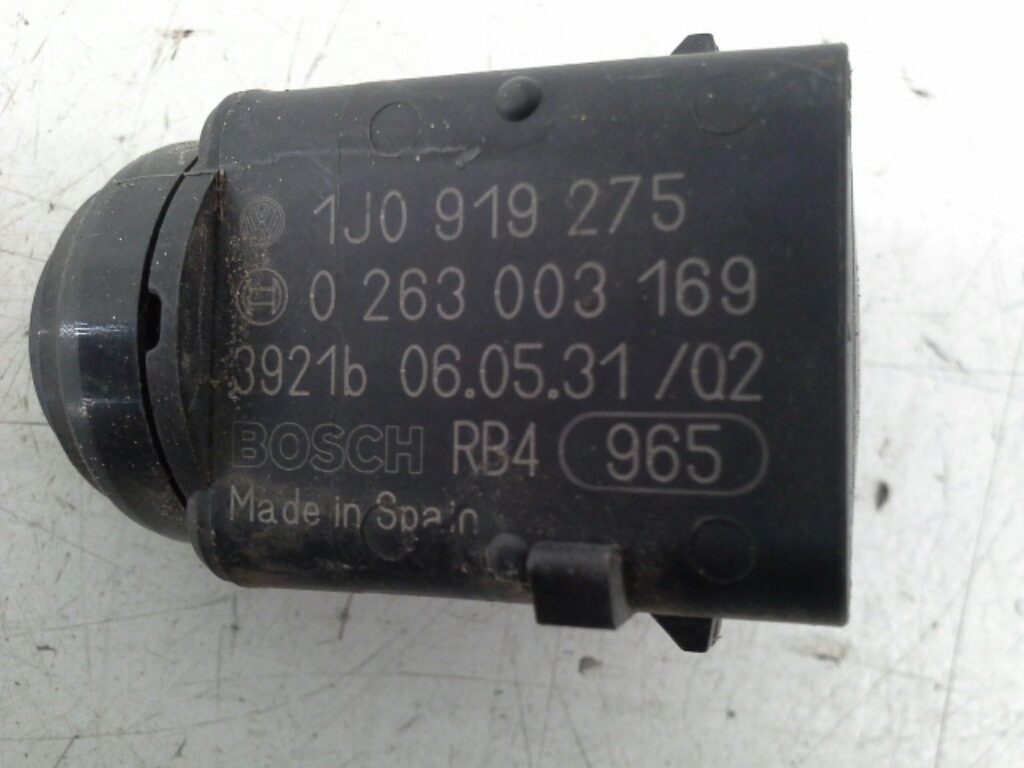 1J0 919 275
0 263 003 169
3921b 06.05.31/Q2
BOSCH RB4 965
Made in Spain